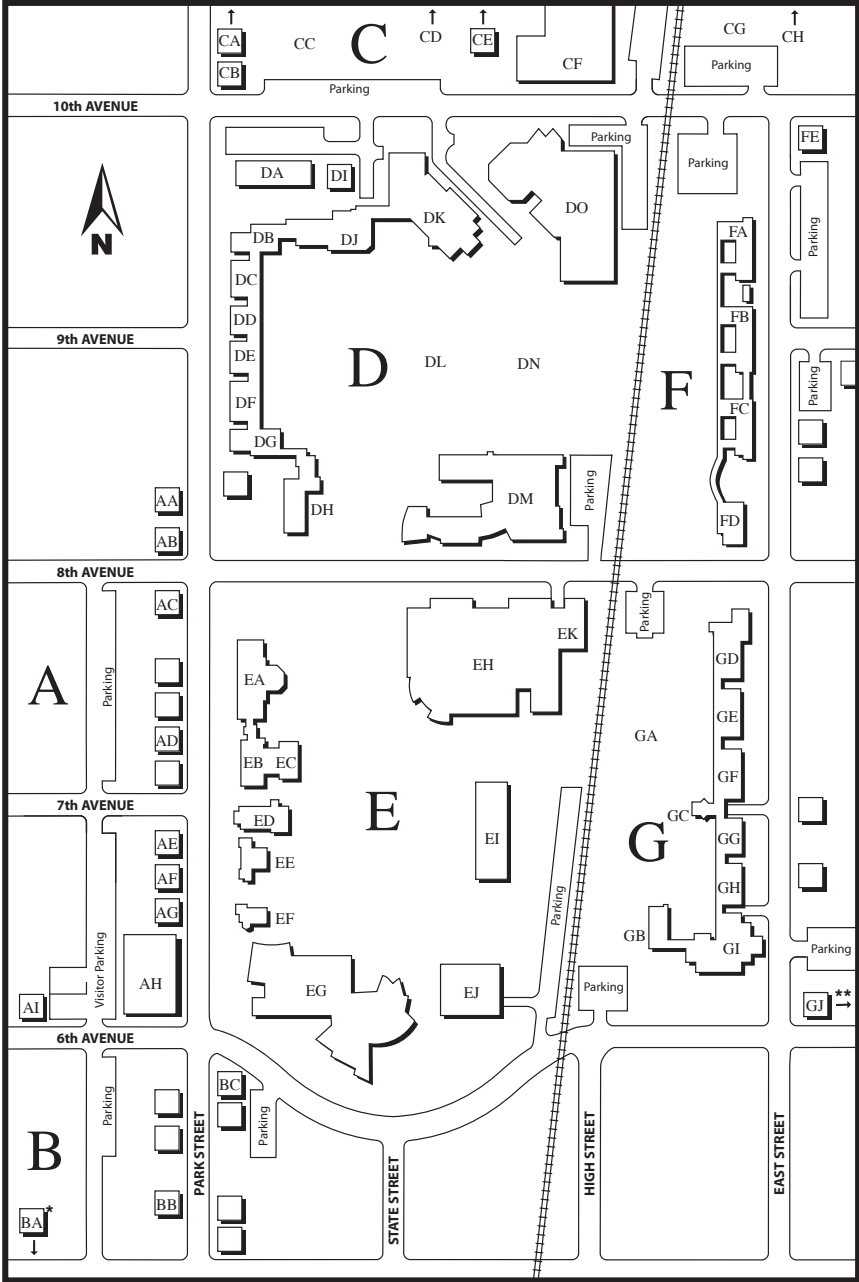 CA
CC
C
CD
CE
CG
CH
CB
CF
Parking
Parking
10th AVENUE
Parking
FE
Parking
DA
DI
DK
DO
Parking
N
DB
DJ
FA
DC
DD
FB
9th AVENUE
DE
D
DL
DN
F
Parking
DF
FC
DG
AA
DH
DM
Parking
FD
AB
8th AVENUE
AC
Parking
EK
EH
GD
A
Parking
EA
GE
AD
GA
EB
EC
GF
7th AVENUE
E
GC
ED
EI
G
GG
AE
EE
AF
GH
AG
EF
Parking
GB
GI
Parking
Visitor Parking
AH
EG
EJ
Parking
AI
GJ
**
6th AVENUE
BC
Parking
Parking
B
PARK STREET
STATE STREET
HIGH STREET
EAST STREET
BB
BA
*